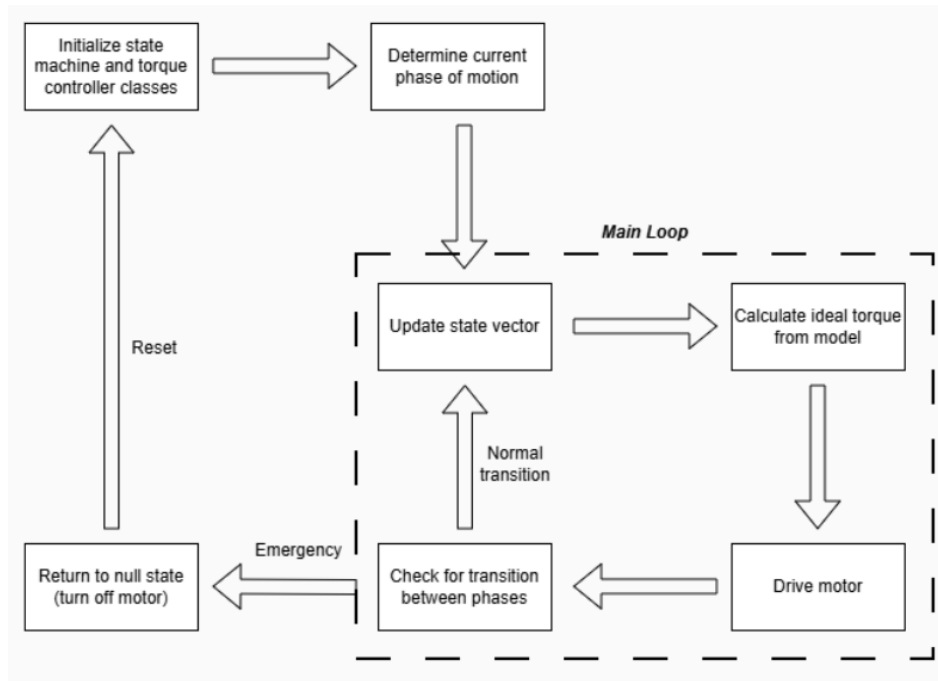 Initialize state
machine and torque
controller classes
Determine current
phase of motion
Main Loop
Update state vector
Calculate ideal torque
from model
Reset
Normal
transition
Emergency
Return to null state
(turn off motor)
Check for transition
between phases
Drive motor